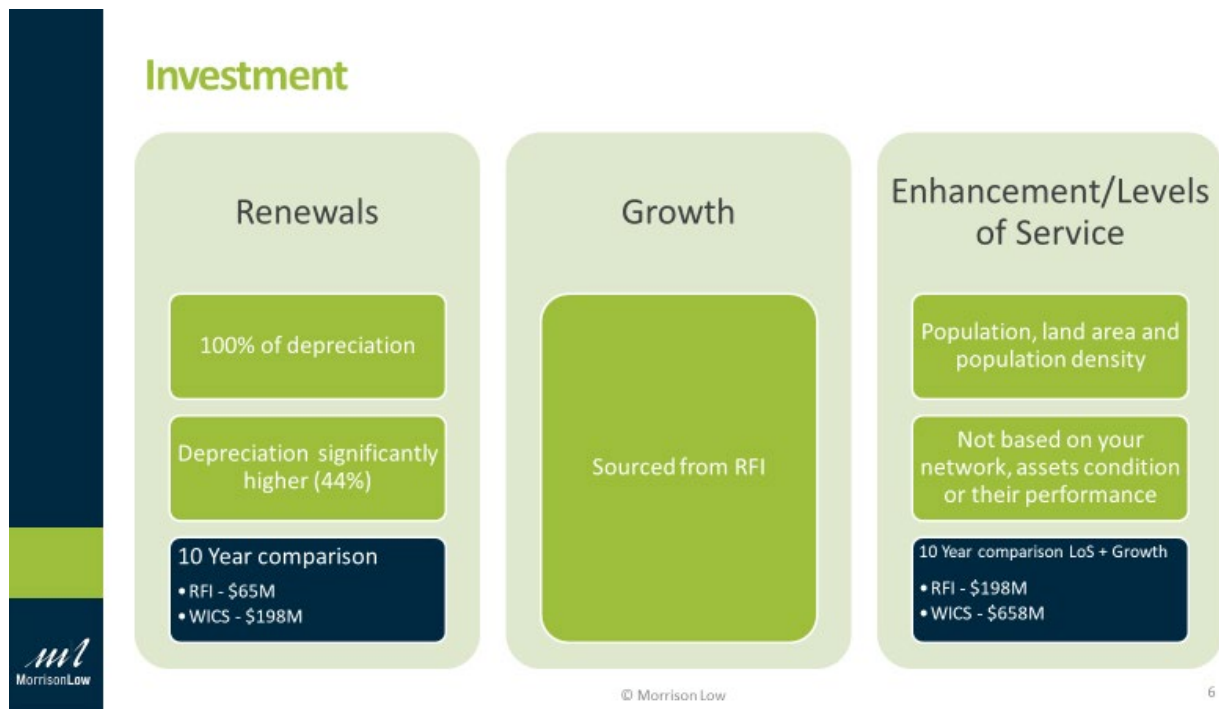 Investment
Renewals
100% of depreciation
Depreciation significantly
higher (44%)
10 Year comparison
• RFI - $65M
• WICS - $198M
Growth
Sourced from RFI
Enhancement/Levels
of Service
Population, land area and
population density
Not based on your
network, assets condition
or their performance
10 Year comparison LoS + Growth
• RFI - $198M
• WICS - $658M
ml
MorrisonLow
© Morrison Low
6